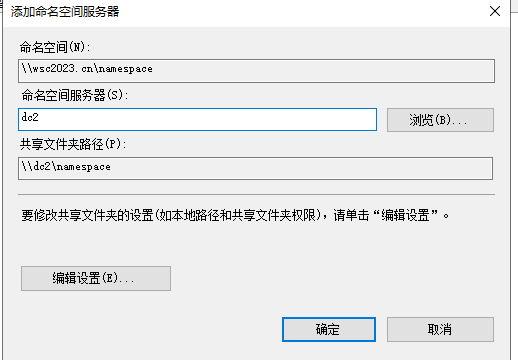 添加命名空间服务器
命名空间(N):
\\wsc2023.cn\namespace
命名空间服务器(S):
dc2
浏览(B)...
共享文件夹路径(P):
\\dc2\namespace
要修改共享文件夹的设置(如本地路径和共享文件夹权限)，请单击“编辑设置”。
编辑设置(E)...
确定
取消